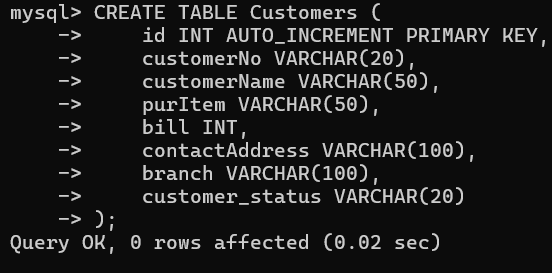 mysql> CREATE TABLE Customers (
    ->     id INT AUTO_INCREMENT PRIMARY KEY,
    ->     customerNo VARCHAR(20),
    ->     customerName VARCHAR(50),
    ->     purItem VARCHAR(50),
    ->     bill INT,
    ->     contactAddress VARCHAR(100),
    ->     branch VARCHAR(100),
    ->     customer_status VARCHAR(20)
    -> );
Query OK, 0 rows affected (0.02 sec)